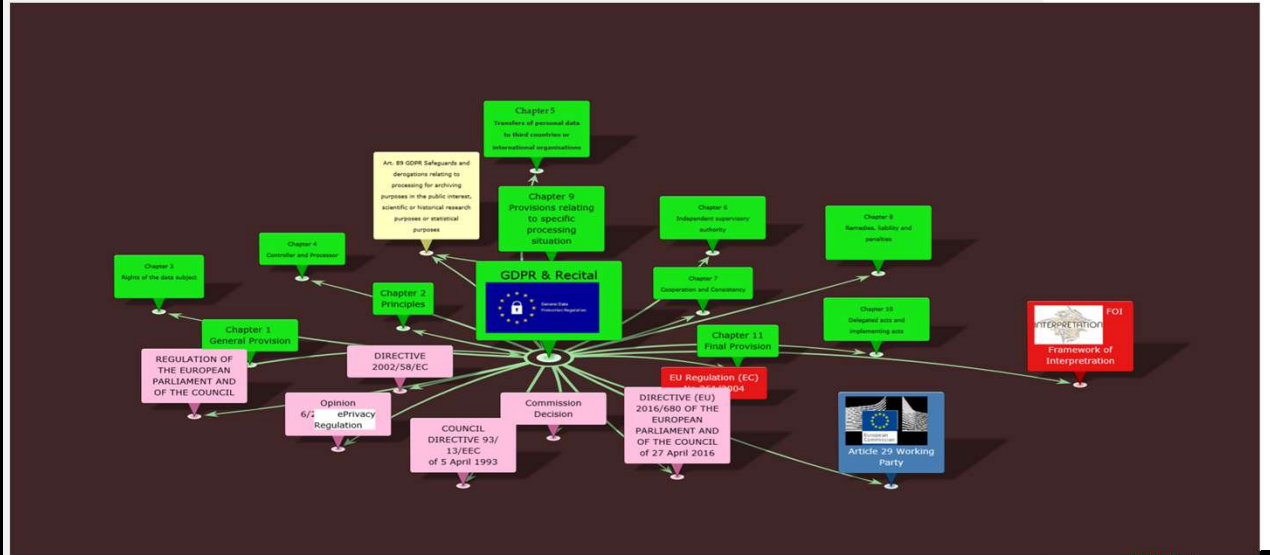 Chapter 5
Transfers of personal data
to third countries or
international organisations
Art. 89 GDPR Safeguards and
derogations relating to
processing for archiving
purposes in the public interest,
scientific or historical research
purposes or statistical
purposes
Chapter 9
Provisions relating
to specific
processing
situation
Chapter 6
Independent supervisory
authority
Chapter 8
Remedies, liability and
penalties
Chapter 4
Controller and Processor
Chapter 3
Rights of the data subject
GDPR & Recital
General Data
Protection Regulation
Chapter 7
Cooperation and Consistency
Chapter 2
Principles
Chapter 10
Delegated acts and
implementing acts
Chapter 1
General Provision
Chapter 11
Final Provision
INTERPRETATION
FOI
Framework of
Interpretration
REGULATION OF
THE EUROPEAN
PARLIAMENT AND
OF THE COUNCIL
DIRECTIVE
2002/58/EC
EU Regulation (EC)
Opinion
ePrivacy
Regulation
Commission
Decision
DIRECTIVE (EU)
2016/680 OF THE
EUROPEAN
PARLIAMENT AND
OF THE COUNCIL
of 27 April 2016
COUNCIL
DIRECTIVE 93/
13/EEC
of 5 April 1993
European
Commission
Article 29 Working
Party